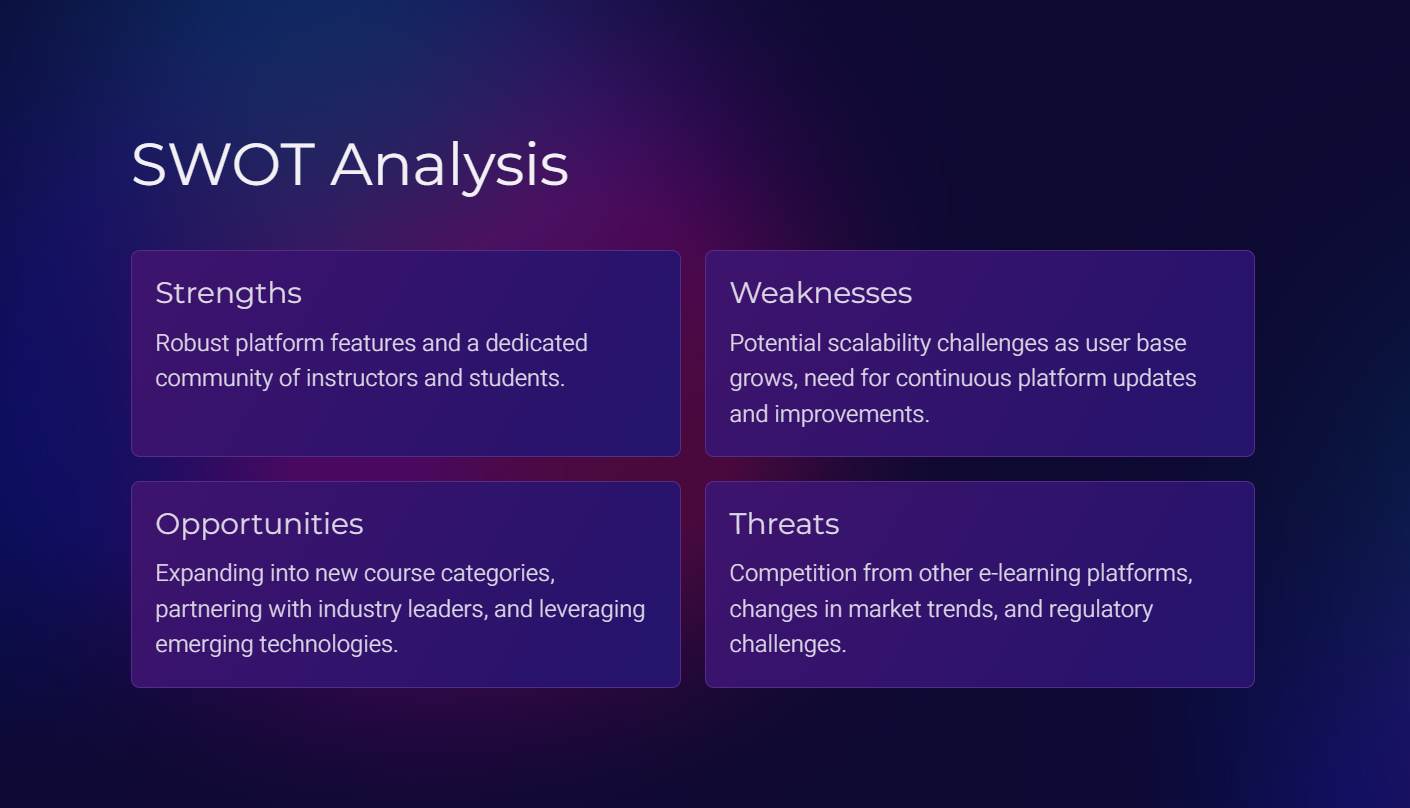 SWOT Analysis
Strengths
Robust platform features and a dedicated
community of instructors and students.
Weaknesses
Potential scalability challenges as user base
grows, need for continuous platform updates
and improvements.
Opportunities
Expanding into new course categories,
partnering with industry leaders, and leveraging
emerging technologies.
Threats
Competition from other e-learning platforms,
changes in market trends, and regulatory
challenges.